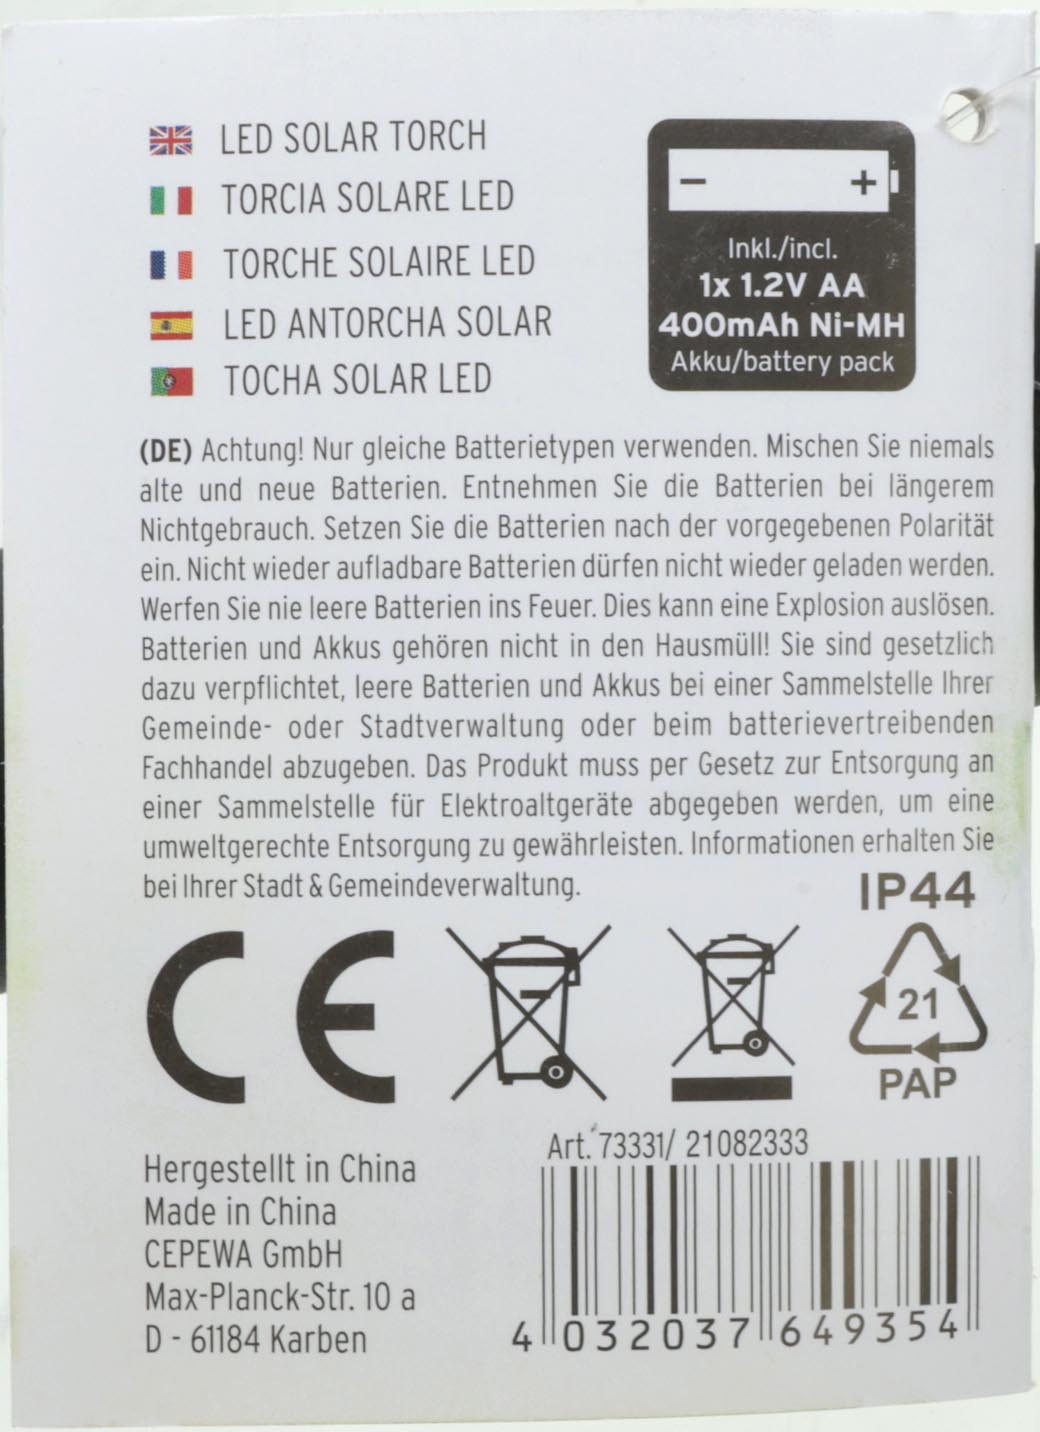 LED SOLAR TORCH
TORCIA SOLARE LED
TORCHE SOLAIRE LED
LED ANTORCHA SOLAR
TOCHA SOLAR LED
− +
Inkl./incl.
1x 1.2V AA
400mAh Ni-MH
Akku/battery pack
(DE) Achtung! Nur gleiche Batterietypen verwenden. Mischen Sie niemals
alte und neue Batterien. Entnehmen Sie die Batterien bei längerem
Nichtgebrauch. Setzen Sie die Batterien nach der vorgegebenen Polarität
ein. Nicht wieder aufladbare Batterien dürfen nicht wieder geladen werden.
Werfen Sie nie leere Batterien ins Feuer. Dies kann eine Explosion auslösen.
Batterien und Akkus gehören nicht in den Hausmüll! Sie sind gesetzlich
dazu verpflichtet, leere Batterien und Akkus bei einer Sammelstelle Ihrer
Gemeinde- oder Stadtverwaltung oder beim batterievertreibenden
Fachhandel abzugeben. Das Produkt muss per Gesetz zur Entsorgung an
einer Sammelstelle für Elektroaltgeräte abgegeben werden, um eine
umweltgerechte Entsorgung zu gewährleisten. Informationen erhalten Sie
bei Ihrer Stadt & Gemeindeverwaltung.
IP44
CE
21
PAP
Hergestellt in China
Made in China
CEPEWA GmbH
Max-Planck-Str. 10 a
D - 61184 Karben
Art. 73331/ 21082333
4 032037 649354